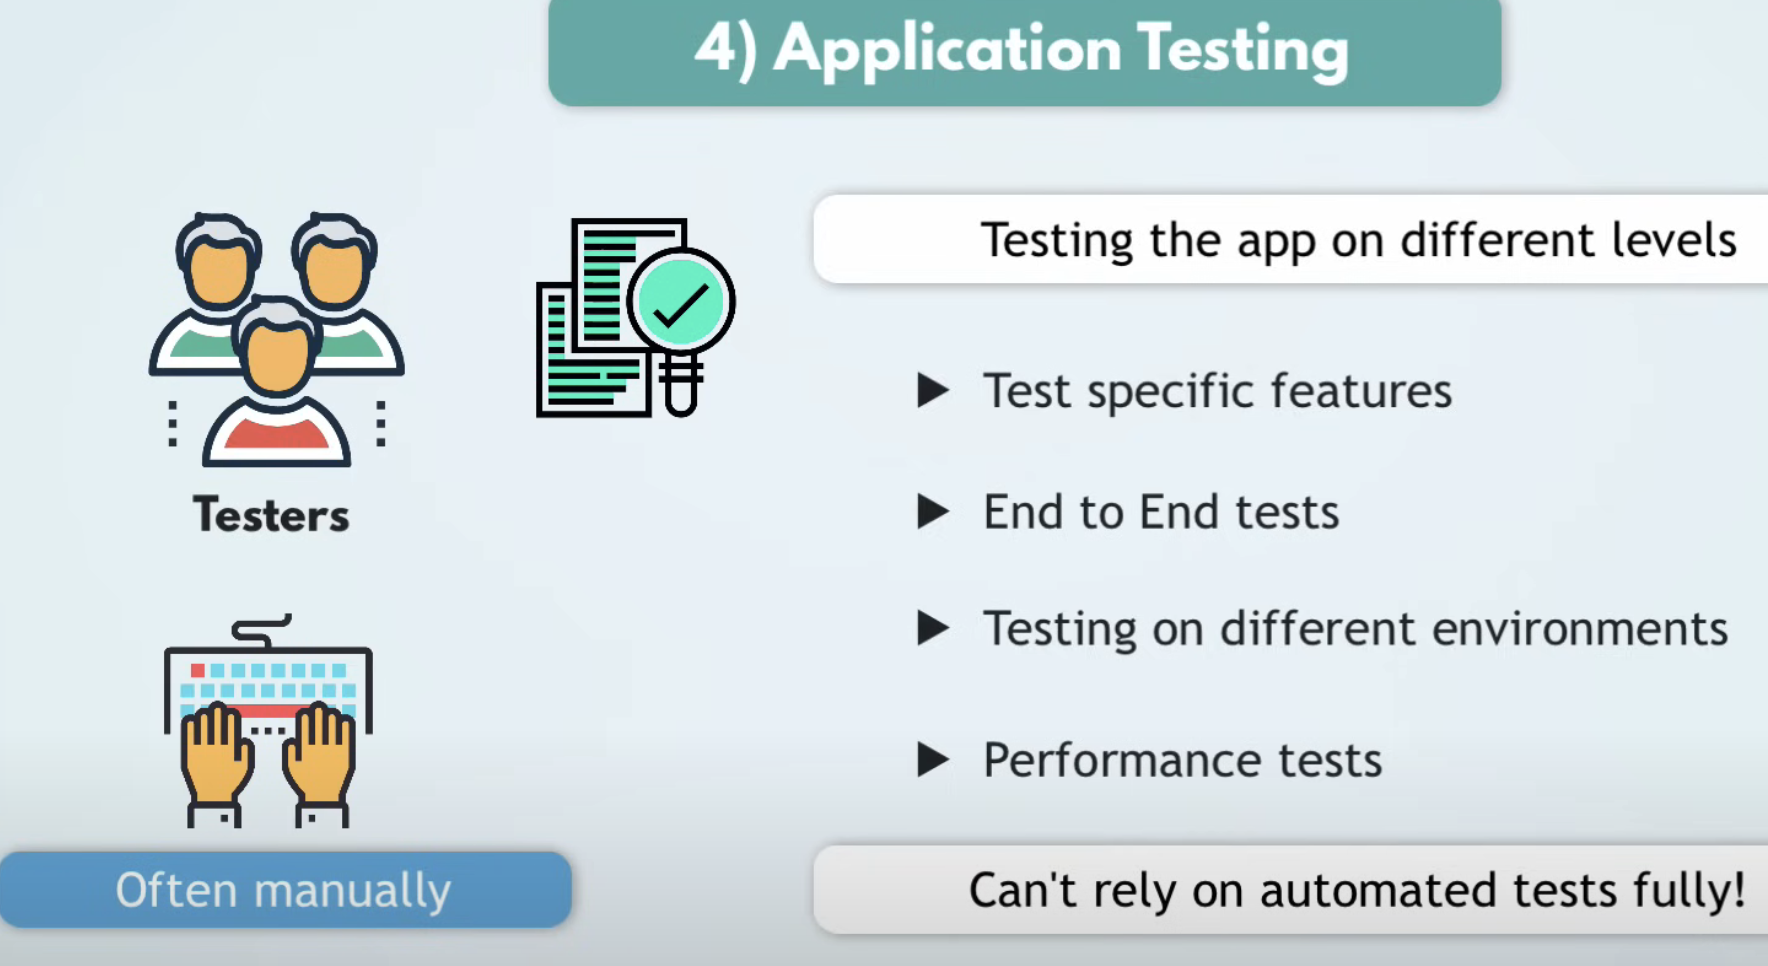 4) Application Testing
Testing the app on different levels
Test specific features
End to End tests
Testers
Testing on different environments
Performance tests
Often manually
Can't rely on automated tests fully!